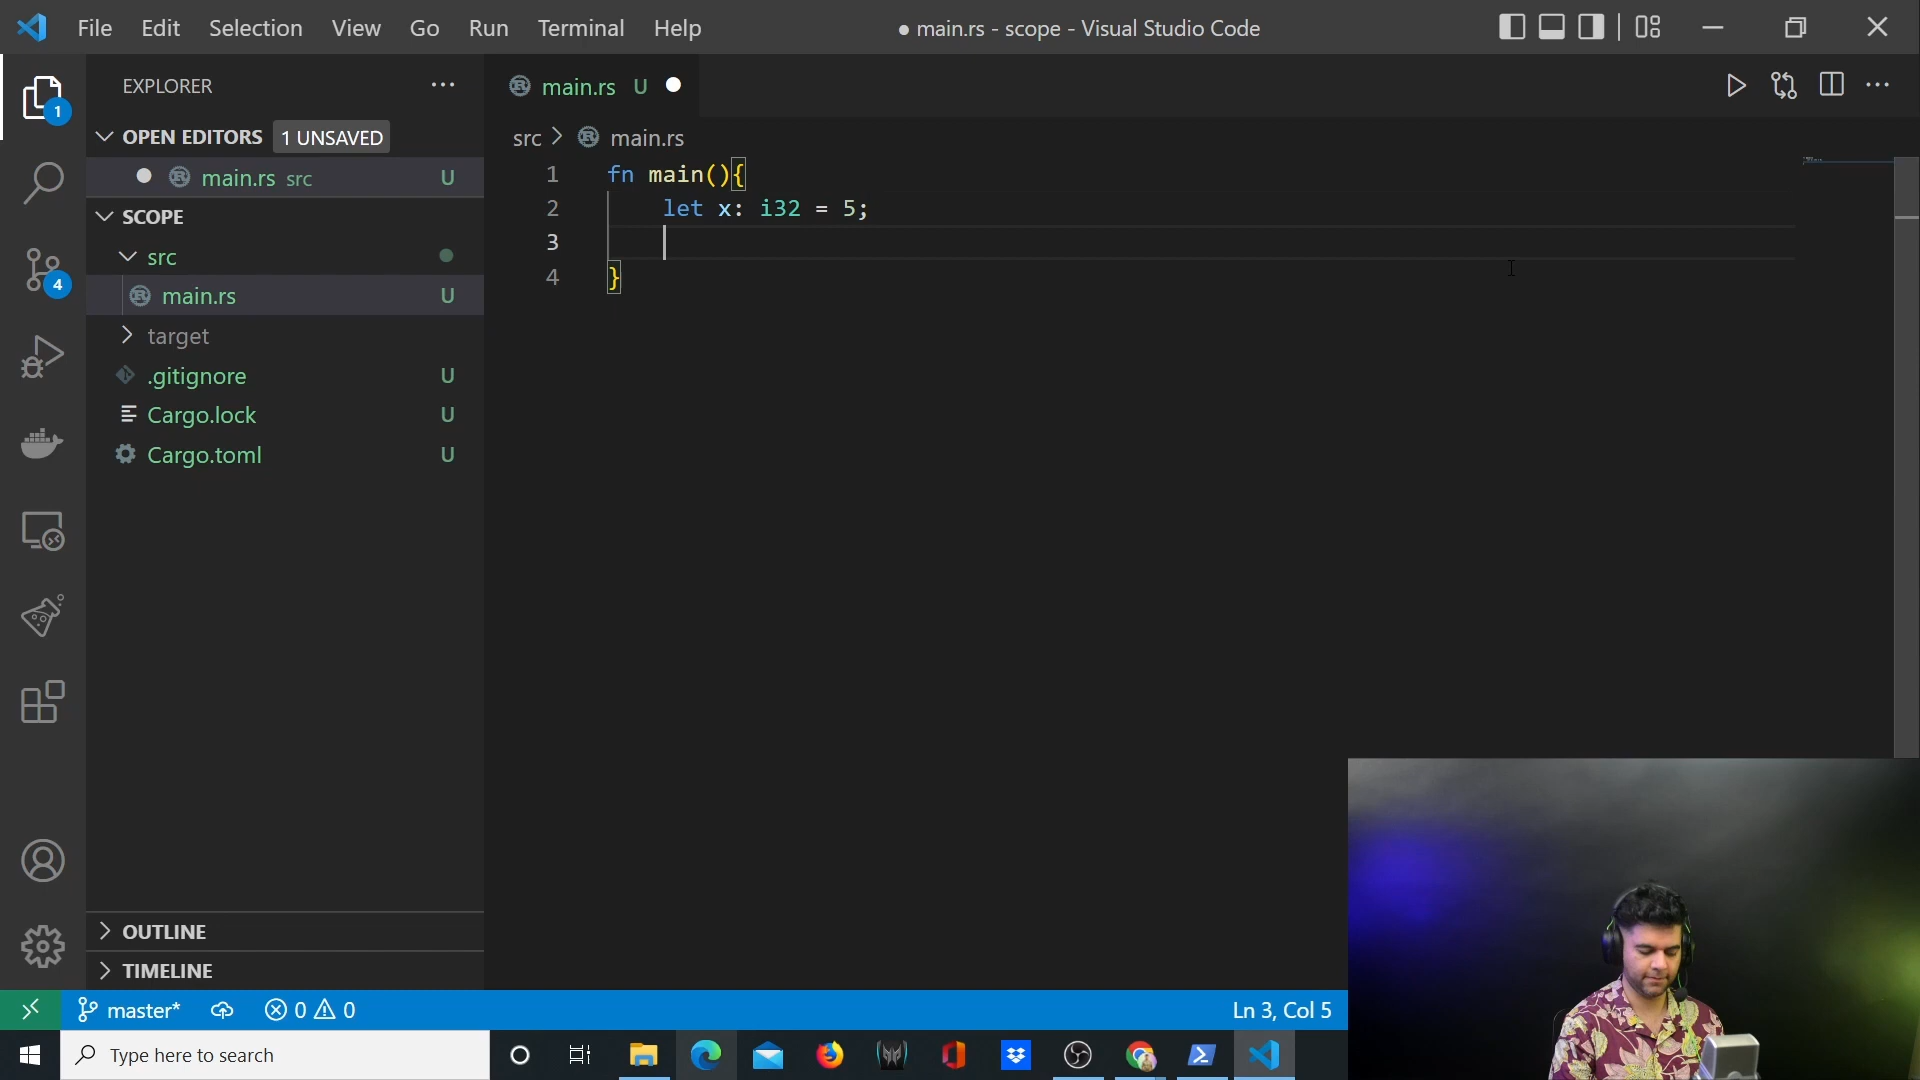 File Edit Selection View Go Run Terminal Help
● main.rs - scope - Visual Studio Code
EXPLORER
1
OPEN EDITORS 1 UNSAVED
main.rs src U
SCOPE
src
main.rs U
target
.gitignore U
Cargo.lock U
Cargo.toml U
4
OUTLINE
TIMELINE
main.rs U
src > main.rs
1 fn main(){
2 let x: i32 = 5;
3
4 }
master* 0 0
Ln 3, Col 5
Type here to search